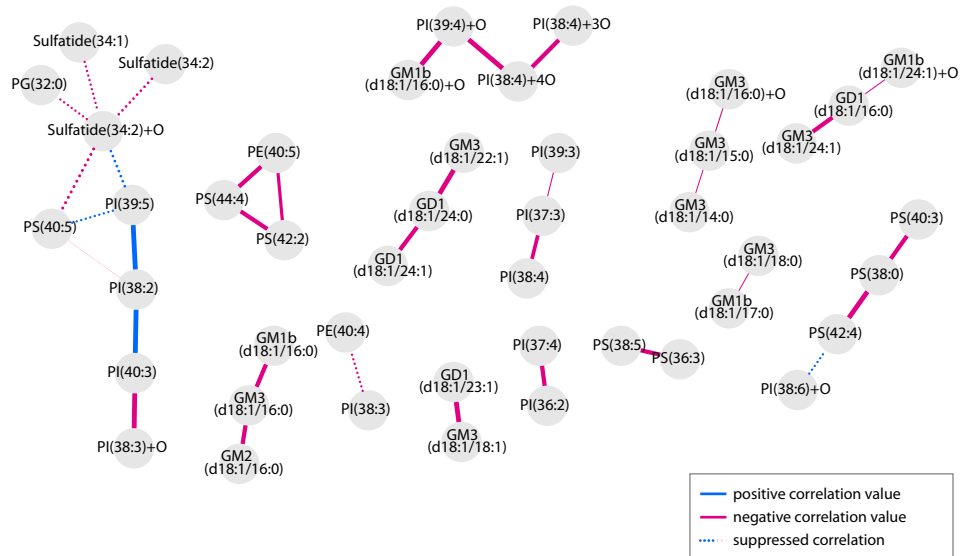 Sulfatide(34:1)
Sulfatide(34:2)
PG(32:0)
Sulfatide(34:2)+O
PI(39:5)
PS(40:5)
PI(38:2)
PI(40:3)
PI(38:3)+O
PE(40:5)
PS(44:4)
PS(42:2)
PI(39:4)+O
PI(38:4)+3O
GM1b
(d18:1/16:0)+O
PI(38:4)+4O
GM3
(d18:1/22:1)
GD1
(d18:1/24:0)
GD1
(d18:1/24:1)
PI(39:3)
PI(37:3)
PI(38:4)
GM3
(d18:1/16:0)+O
GM3
(d18:1/15:0)
GM3
(d18:1/14:0)
GM1b
(d18:1/24:1)+O
GD1
(d18:1/16:0)
GM3
(d18:1/24:1)
GM3
(d18:1/18:0)
GM1b
(d18:1/17:0)
PS(40:3)
PS(38:0)
PS(42:4)
PI(38:6)+O
GM1b
(d18:1/16:0)
GM3
(d18:1/16:0)
GM2
(d18:1/16:0)
PE(40:4)
PI(38:3)
GD1
(d18:1/23:1)
GM3
(d18:1/18:1)
PI(37:4)
PI(36:2)
PS(38:5)
PS(36:3)
positive correlation value
negative correlation value
suppressed correlation